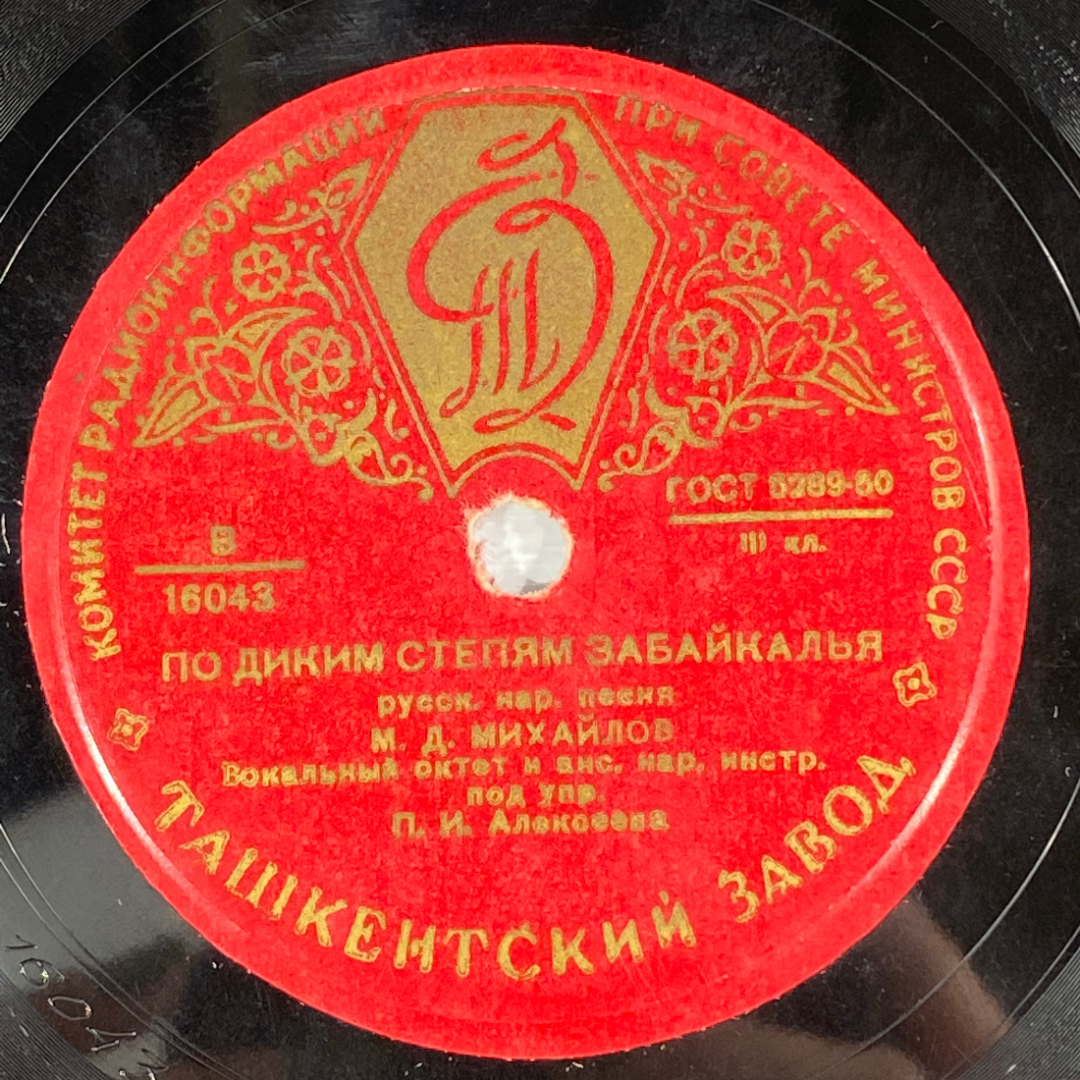 КОМИТЕТ РАДИОИНФОРМАЦИИ ПРИ СОВЕТЕ МИНИСТРОВ СССР
ГОСТ 5289-50
III кл.
В
16043
ПО ДИКИМ СТЕПЯМ ЗАБАЙКАЛЬЯ
русск. нар. песня
М. Д. МИХАЙЛОВ
Вокальный октет и анс. нар. инстр.
под упр.
П. И. Алексеева
ТАШКЕНТСКИЙ ЗАВОД